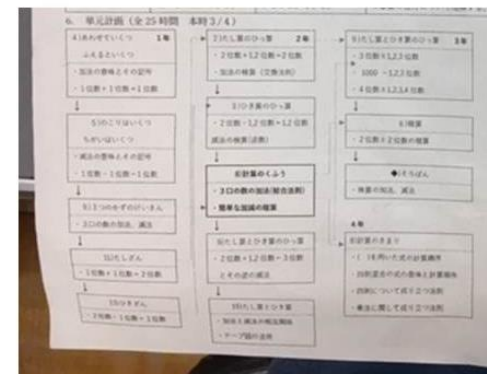 6. 単元計画（全25時間 本時3／4）
4)あわせていくつ 1年
ふえるといくつ
・加法の意味とその記号
・1位数＋1位数＝1位数
5)のこりはいくつ
ちがいはいくつ
・減法の意味とその記号
・1位数－1位数＝1位数
9)3つのかずのけいさん
・3口の数の加法、減法
たしざん
・1位数＋1位数＝2位数
ひきざん
・2位数－1位数＝1位数
2)たし算のひっ算 2年
・2位数＋1,2位数＝2位数
・加法の検算（交換法則）
3)ひき算のひっ算
・2位数－1,2位数＝1,2位数
減法の検算
6)計算のくふう
・3口の数の加法(結合法則)
・簡単な加減の暗算
たし算とひき算のひっ算
・2位数＋1,2位数＝3位数
とその逆の減法
たし算とひき算
・加法と減法の相互関係
・テープ図の活用
たし算とひき算のひっ算 3年
・3位数±1,2,3位数
・1000 －1,2,3位数
・4位数±1,2,3,4位数
暗算
・2位数±2位数の暗算
◆そろばん
の加法、減法
4年
計算のきまり
・( )を用いた式の計算順序
・四則混合の式の意味と計算順序
・四則について成り立つ法則
・乗法に関して成り立つ法則